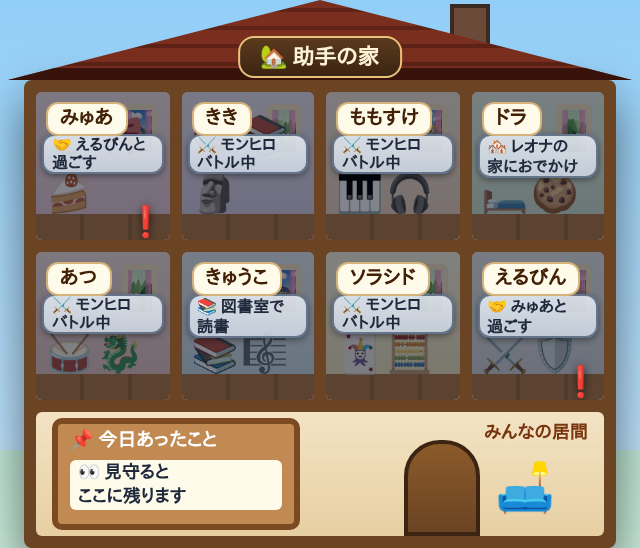 🏡 助手の家
みゅあ
🤝 えるびんと
過ごす
きき
⚔️ モンヒロ
バトル中
ももすけ
⚔️ モンヒロ
バトル中
ドラ
🏘️ レオナの
家におでかけ
❗
あつ
⚔️ モンヒロ
バトル中
きゅうこ
📚 図書室で
読書
ソラシド
⚔️ モンヒロ
バトル中
えるびん
🤝 みゅあと
過ごす
❗
📌 今日あったこと
👀 見守ると
ここに残ります
みんなの居間